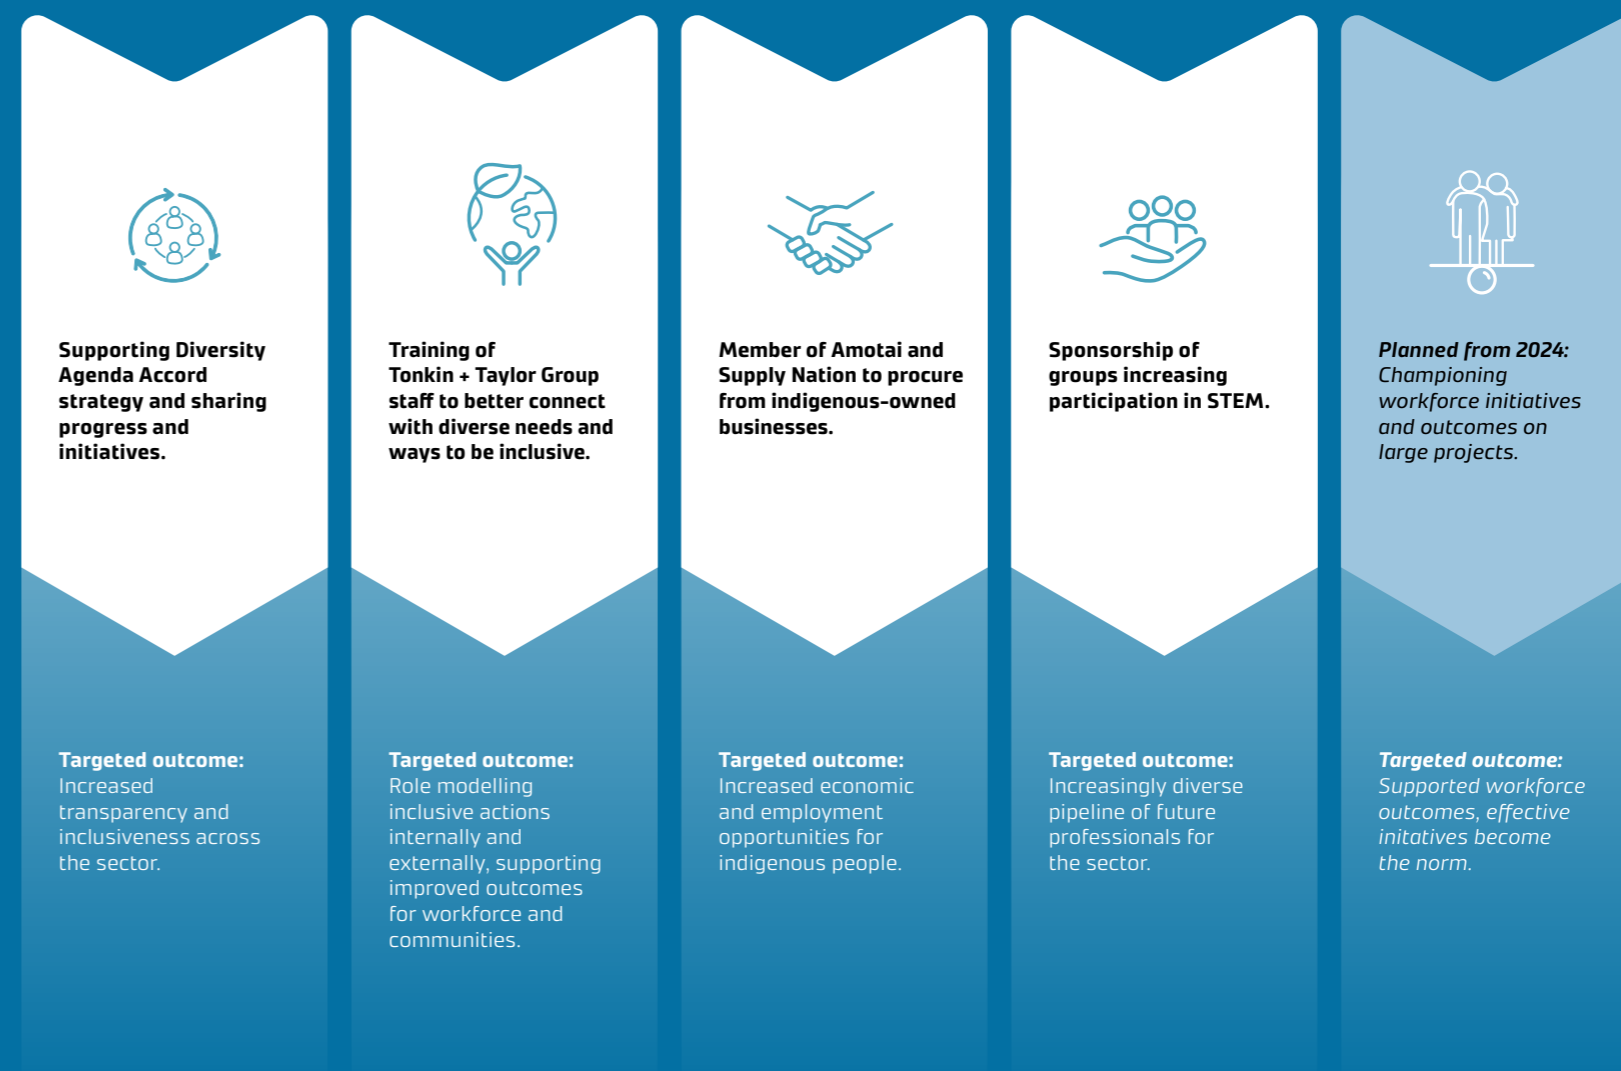 Supporting Diversity
Agenda Accord
strategy and sharing
progress and
initiatives.
Targeted outcome:
Increased
transparency and
inclusiveness across
the sector.
Training of
Tonkin + Taylor Group
staff to better connect
with diverse needs and
ways to be inclusive.
Targeted outcome:
Role modelling
inclusive actions
internally and
externally, supporting
improved outcomes
for workforce and
communities.
Member of Amotai and
Supply Nation to procure
from indigenous-owned
businesses.
Targeted outcome:
Increased economic
and employment
opportunities for
indigenous people.
Sponsorship of
groups increasing
participation in STEM.
Targeted outcome:
Increasingly diverse
pipeline of future
professionals for
the sector.
Planned from 2024:
Championing
workforce initiatives
and outcomes on
large projects.
Targeted outcome:
Supported workforce
outcomes, effective
initatives become
the norm.